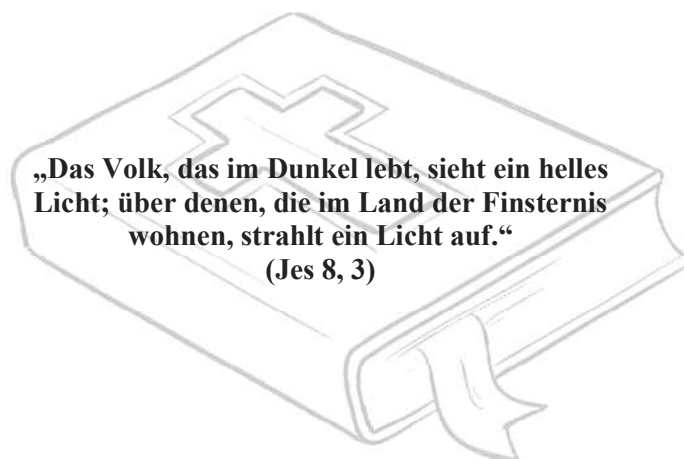 „Das Volk, das im Dunkel lebt, sieht ein helles
Licht; über denen, die im Land der Finsternis
wohnen, strahlt ein Licht auf.“
(Jes 8, 3)